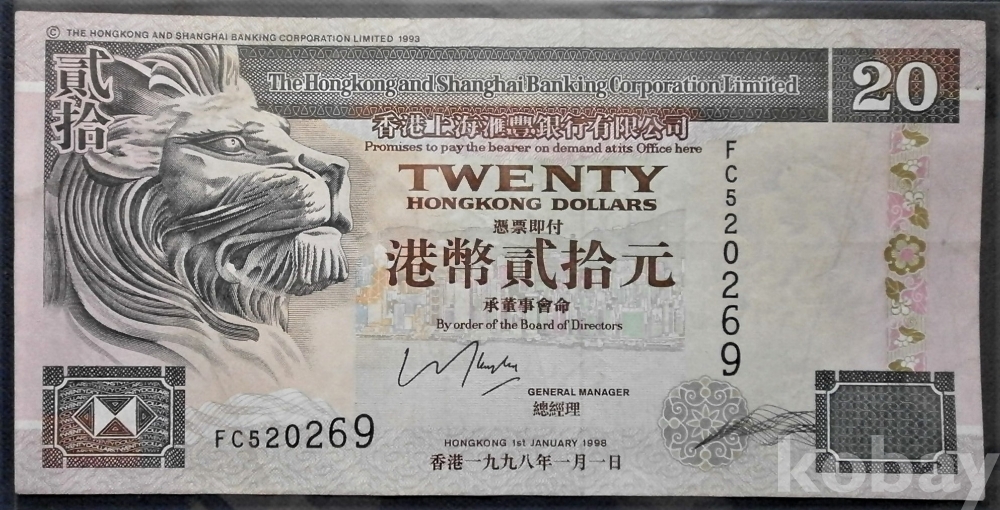 © THE HONGKONG AND SHANGHAI BANKING CORPORATION LIMITED 1993
貳拾
The Hongkong and Shanghai Banking Corporation Limited
20
香港上海滙豐銀行有限公司
Promises to pay the bearer on demand at its Office here
FC520269
TWENTY
HONGKONG DOLLARS
憑票即付
港幣貳拾元
承董事會命
By order of the Board of Directors
GENERAL MANAGER
總經理
FC520269
HONGKONG 1st JANUARY 1998
香港一九九八年一月一日
kobay